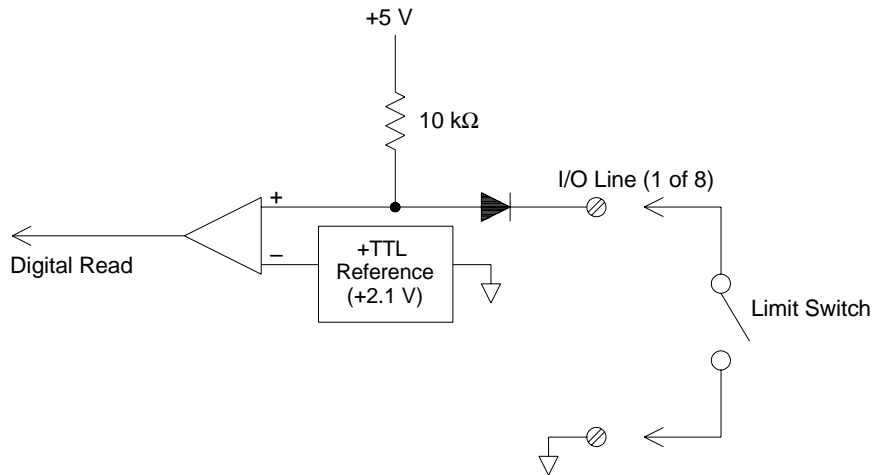 +5 V
10 kΩ
I/O Line (1 of 8)
+
−
+TTL
Reference
(+2.1 V)
Digital Read
Limit Switch